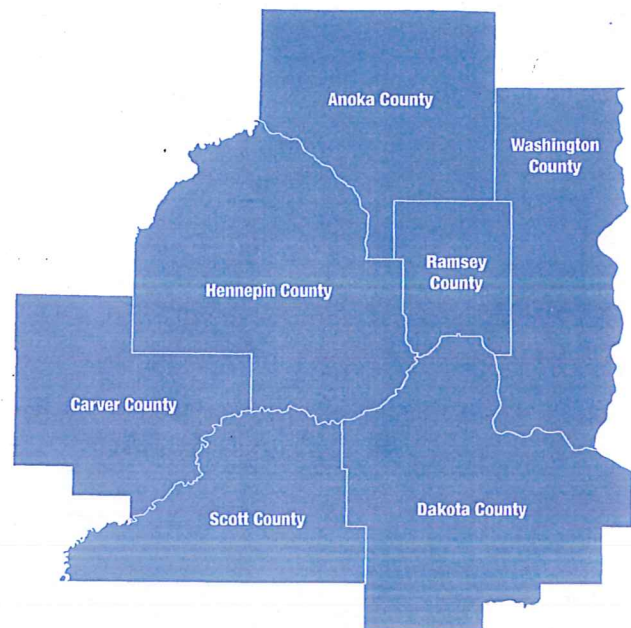 Anoka County
Washington
County
Ramsey
County
Hennepin County
Carver County
Scott County
Dakota County